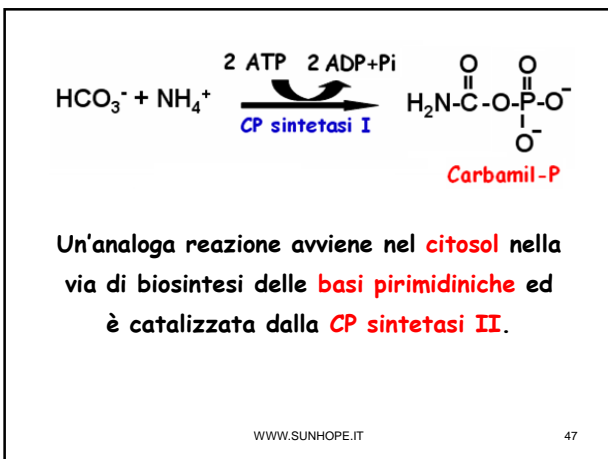 2 ATP 2 ADP+Pi
HCO₃⁻ + NH₄⁺
CP sintetasi I
O O
H₂N-C-O-P-O⁻
O⁻
Carbamil-P
Un'analoga reazione avviene nel citosol nella
via di biosintesi delle basi pirimidiniche ed
è catalizzata dalla CP sintetasi II.
WWW.SUNHOPE.IT 47